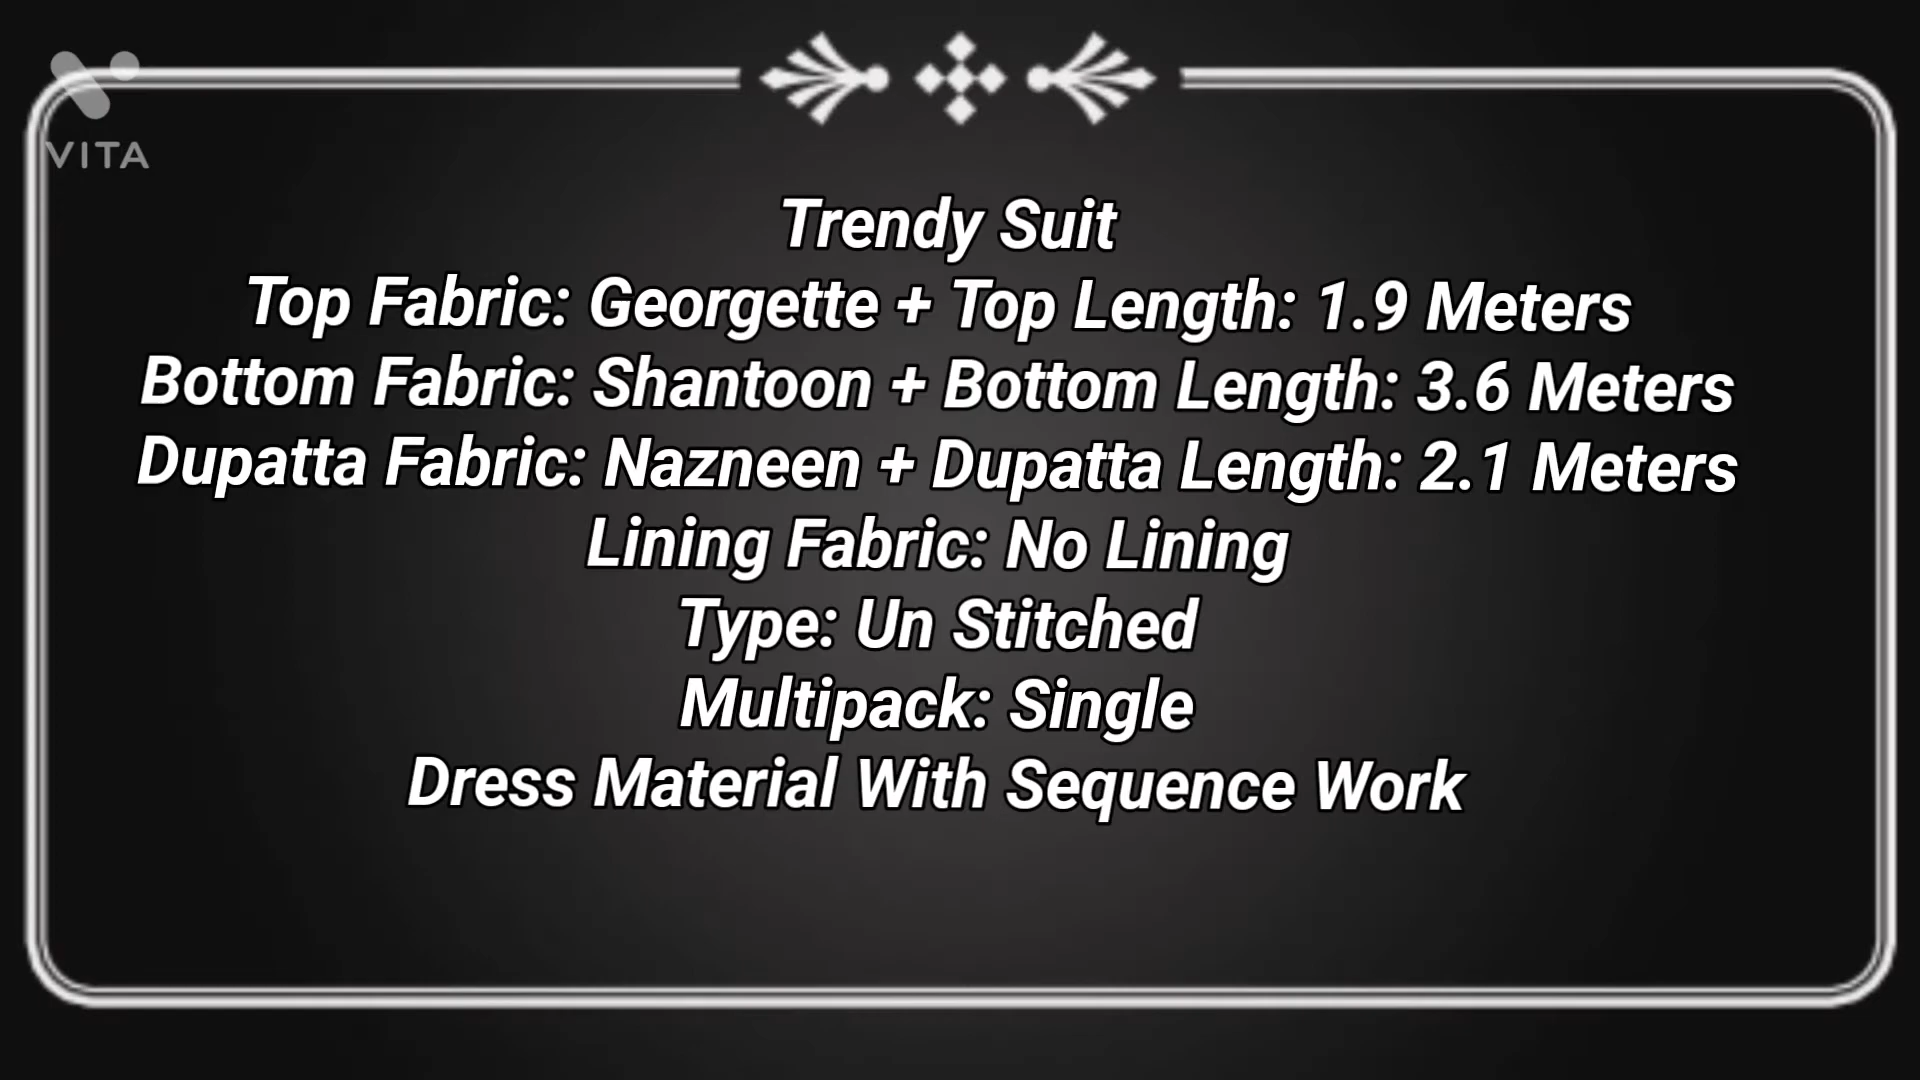 VITA
Trendy Suit
Top Fabric: Georgette + Top Length: 1.9 Meters
Bottom Fabric: Shantoon + Bottom Length: 3.6 Meters
Dupatta Fabric: Nazneen + Dupatta Length: 2.1 Meters
Lining Fabric: No Lining
Type: Un Stitched
Multipack: Single
Dress Material With Sequence Work